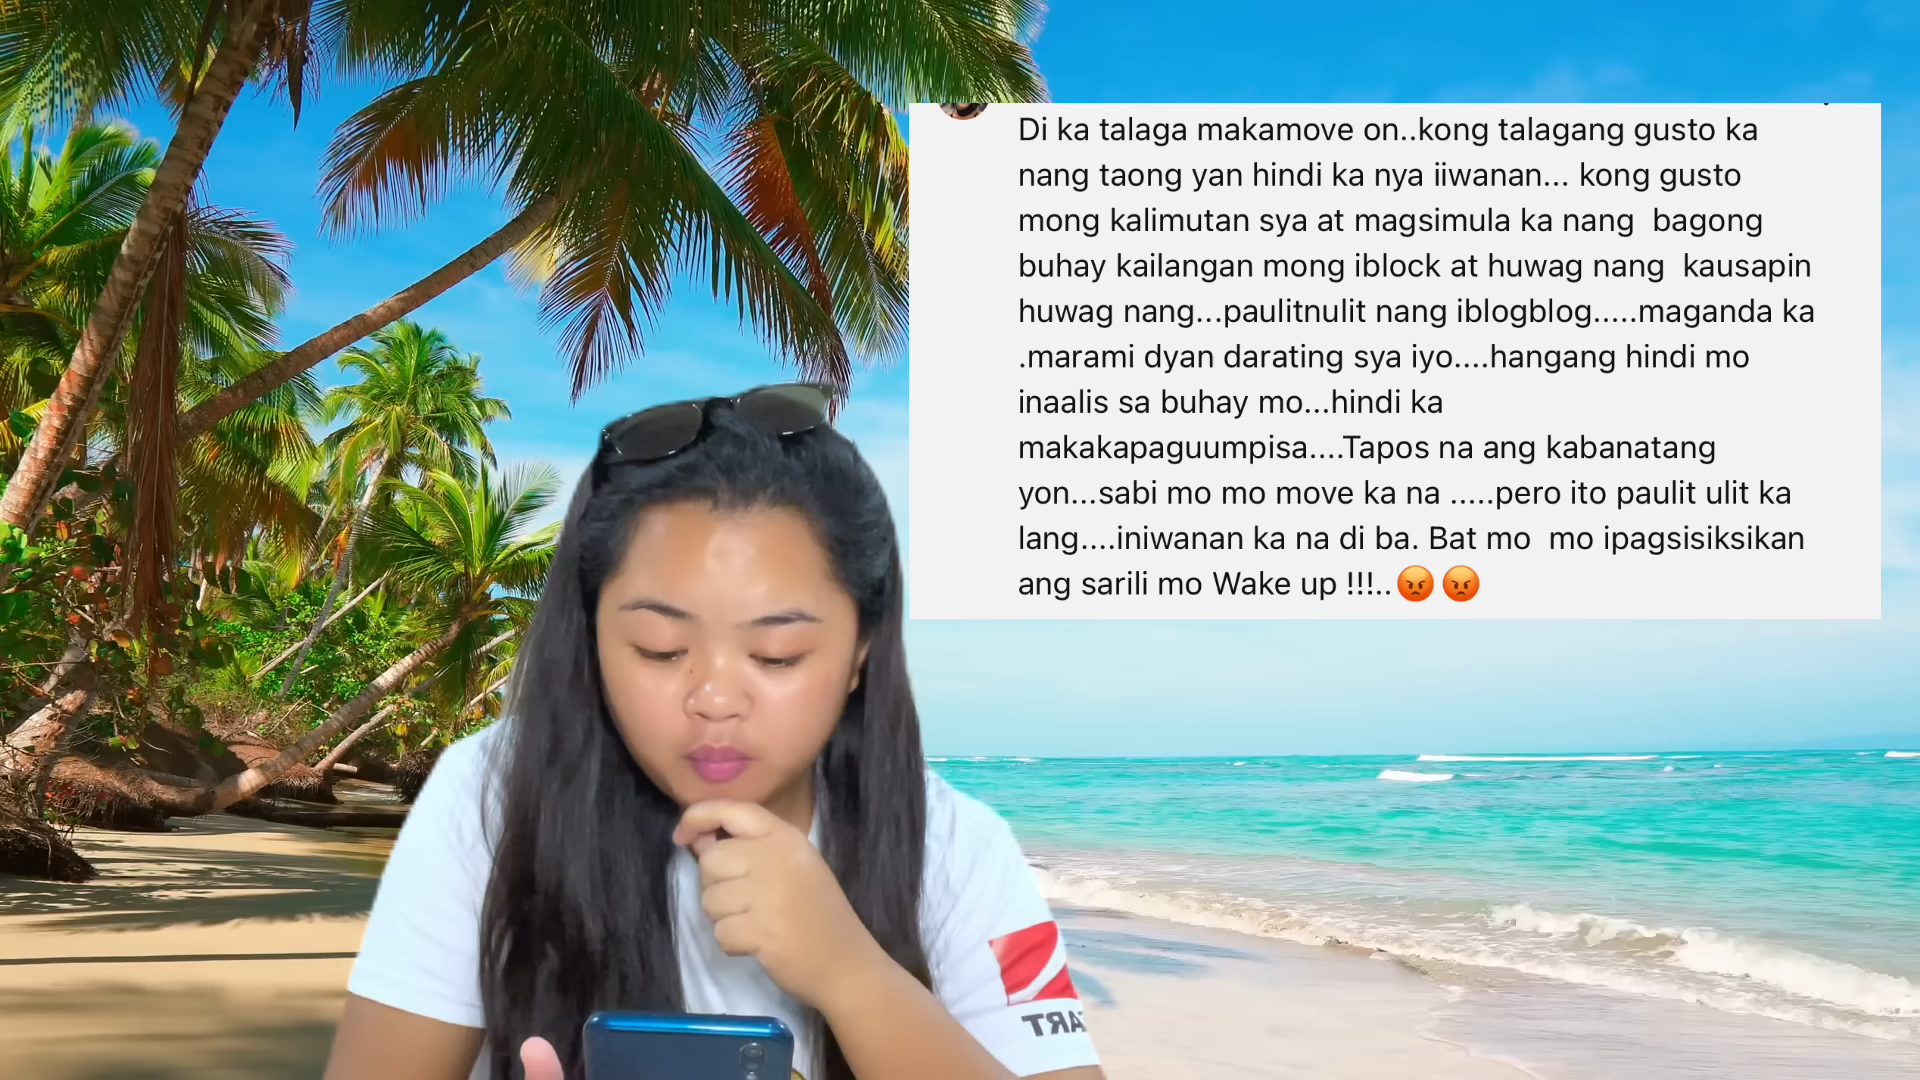 Di ka talaga makamove on..kong talagang gusto ka
nang taong yan hindi ka nya iiwanan... kong gusto
mong kalimutan sya at magsimula ka nang  bagong
buhay kailangan mong iblock at huwag nang  kausapin
huwag nang...paulitnulit nang iblogblog.....maganda ka
.marami dyan darating sya iyo....hangang hindi mo
inaalis sa buhay mo...hindi ka
makakapaguumpisa....Tapos na ang kabanatang
yon...sabi mo mo move ka na .....pero ito paulit ulit ka
lang....iniwanan ka na di ba. Bat mo  mo ipagsisiksikan
ang sarili mo Wake up !!!..😡😡